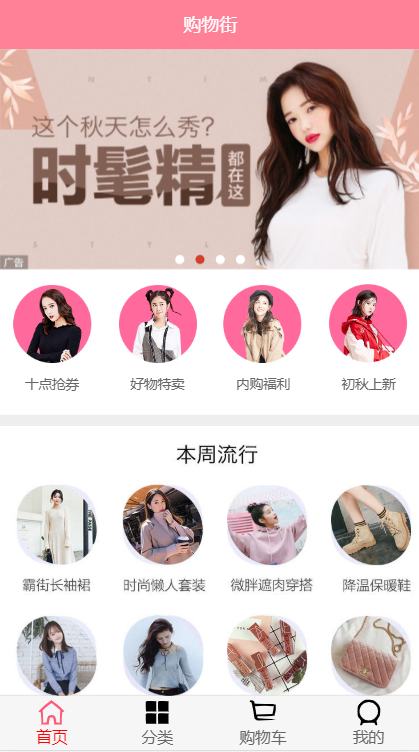 购物街
N T I M
这个秋天怎么秀?
时髦精
都在这
S T Y L
广告
十点抢券
好物特卖
内购福利
初秋上新
本周流行
霸街长袖裙
时尚懒人套装
微胖遮肉穿搭
降温保暖鞋
首页
分类
购物车
我的